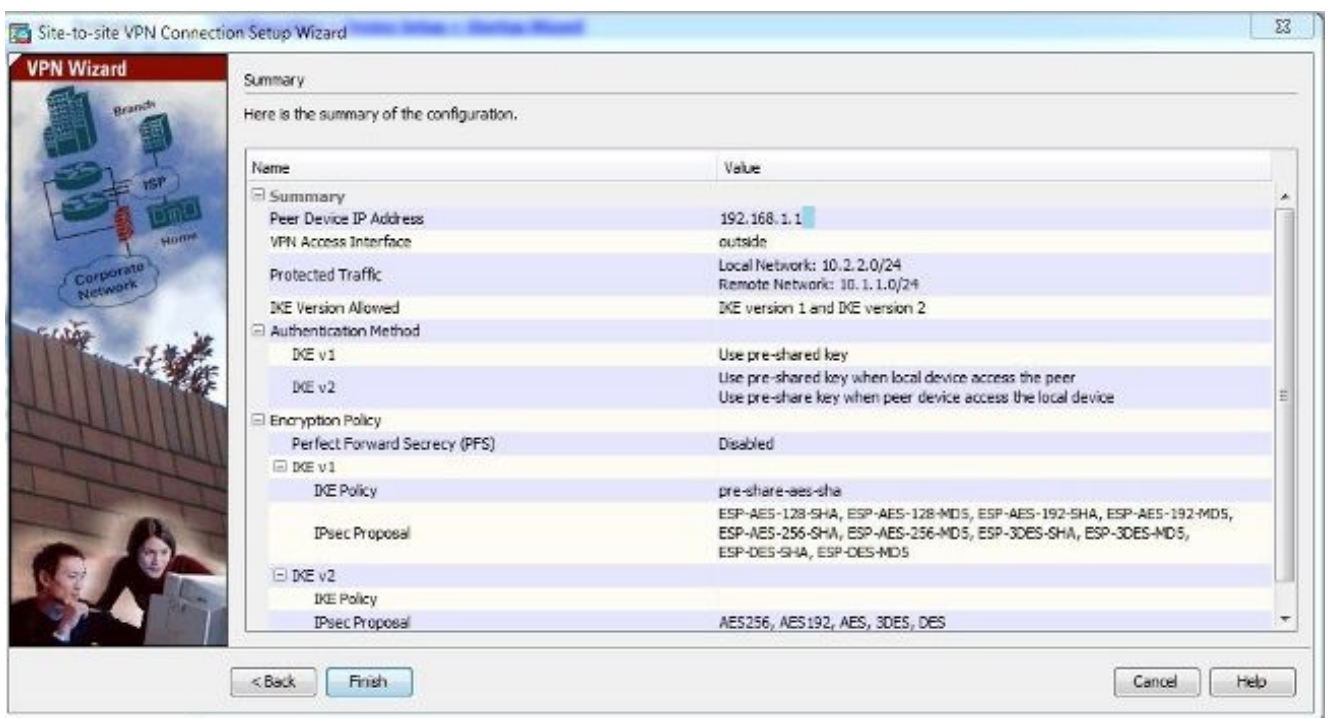 Site-to-site VPN Connection Setup Wizard
VPN Wizard
Branch
ISP
Home
Corporate
Network
Summary
Here is the summary of the configuration.
Name Value
Summary
Peer Device IP Address 192.168.1.1
VPN Access Interface outside
Protected Traffic Local Network: 10.2.2.0/24
Remote Network: 10.1.1.0/24
IKE Version Allowed IKE version 1 and IKE version 2
Authentication Method
IKE v1 Use pre-shared key
IKE v2 Use pre-shared key when local device access the peer
Use pre-share key when peer device access the local device
Encryption Policy
Perfect Forward Secrecy (PFS) Disabled
IKE v1
IKE Policy pre-share-aes-sha
IPsec Proposal ESP-AES-128-SHA, ESP-AES-128-MD5, ESP-AES-192-SHA, ESP-AES-192-MD5,
ESP-AES-256-SHA, ESP-AES-256-MD5, ESP-3DES-SHA, ESP-3DES-MD5,
ESP-DES-SHA, ESP-DES-MD5
IKE v2
IKE Policy
IPsec Proposal AES256, AES192, AES, 3DES, DES
< Back Finish Cancel Help